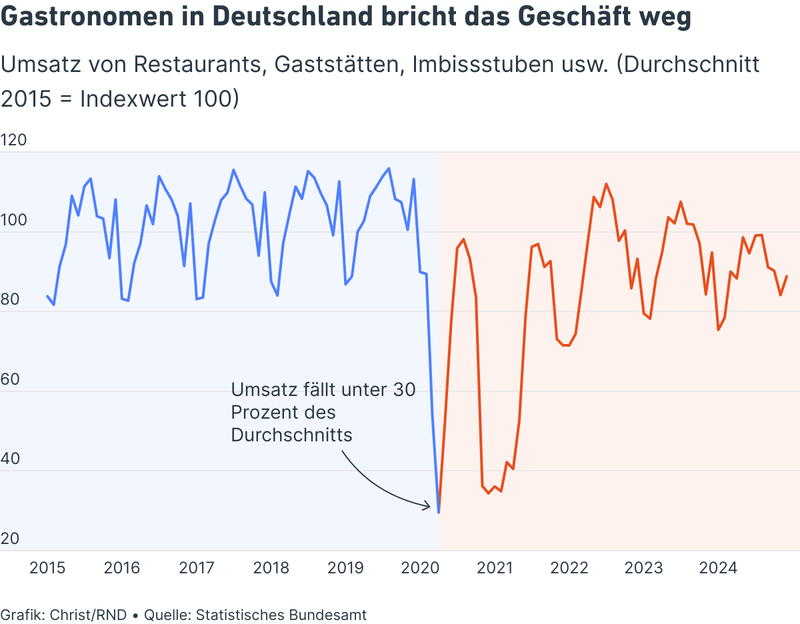 Gastronomen in Deutschland bricht das Geschäft weg
Umsatz von Restaurants, Gaststätten, Imbissstuben usw. (Durchschnitt
2015 = Indexwert 100)
120
100
80
60
40
20
Umsatz fällt unter 30
Prozent des
Durchschnitts
2015 2016 2017 2018 2019 2020 2021 2022 2023 2024
Grafik: Christ/RND • Quelle: Statistisches Bundesamt